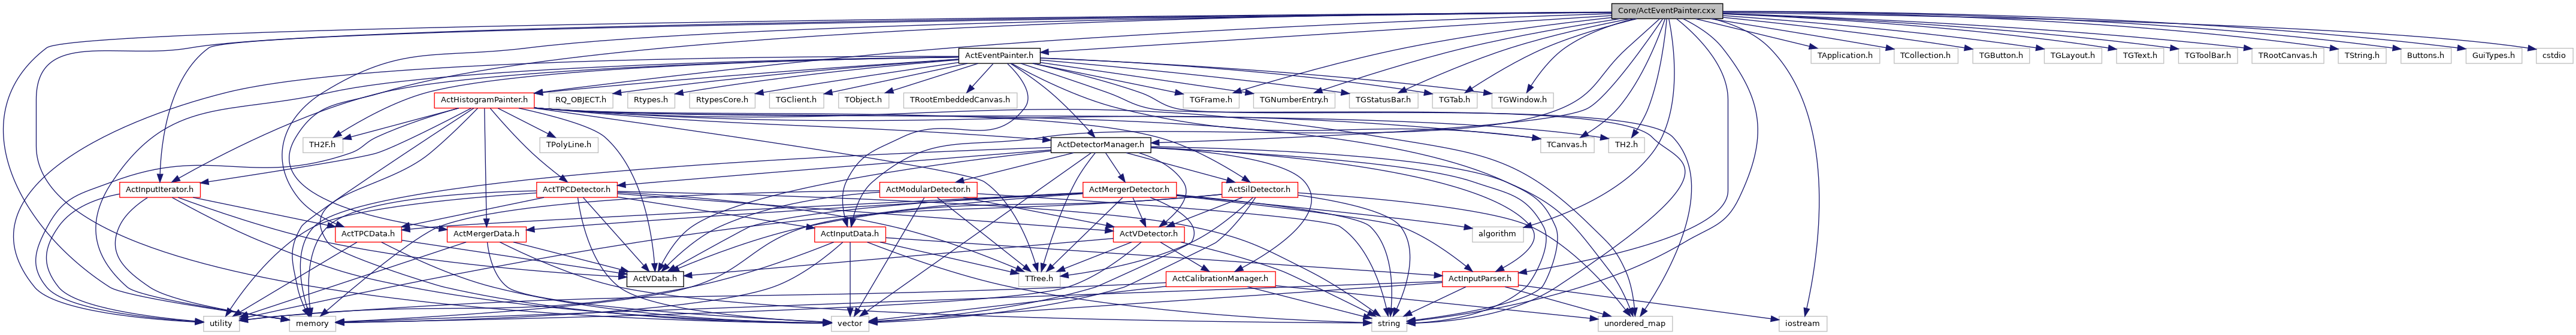 Core/ActEventPainter.cxx
ActEventPainter.h
TApplication.h
TCollection.h
TGButton.h
TGLayout.h
TGText.h
TGToolBar.h
TRootCanvas.h
TString.h
Buttons.h
GuiTypes.h
cstdio
ActHistogramPainter.h
RQ_OBJECT.h
Rtypes.h
RtypesCore.h
TGClient.h
TObject.h
TRootEmbeddedCanvas.h
TGFrame.h
TGNumberEntry.h
TGStatusBar.h
TGTab.h
TGWindow.h
TH2F.h
TPolyLine.h
ActDetectorManager.h
TCanvas.h
TH2.h
ActInputIterator.h
ActTPCDetector.h
ActModularDetector.h
ActMergerDetector.h
ActSilDetector.h
ActTPCData.h
ActMergerData.h
ActInputData.h
ActVDetector.h
algorithm
ActVData.h
TTree.h
ActCalibrationManager.h
ActInputParser.h
utility
memory
vector
string
unordered_map
iostream